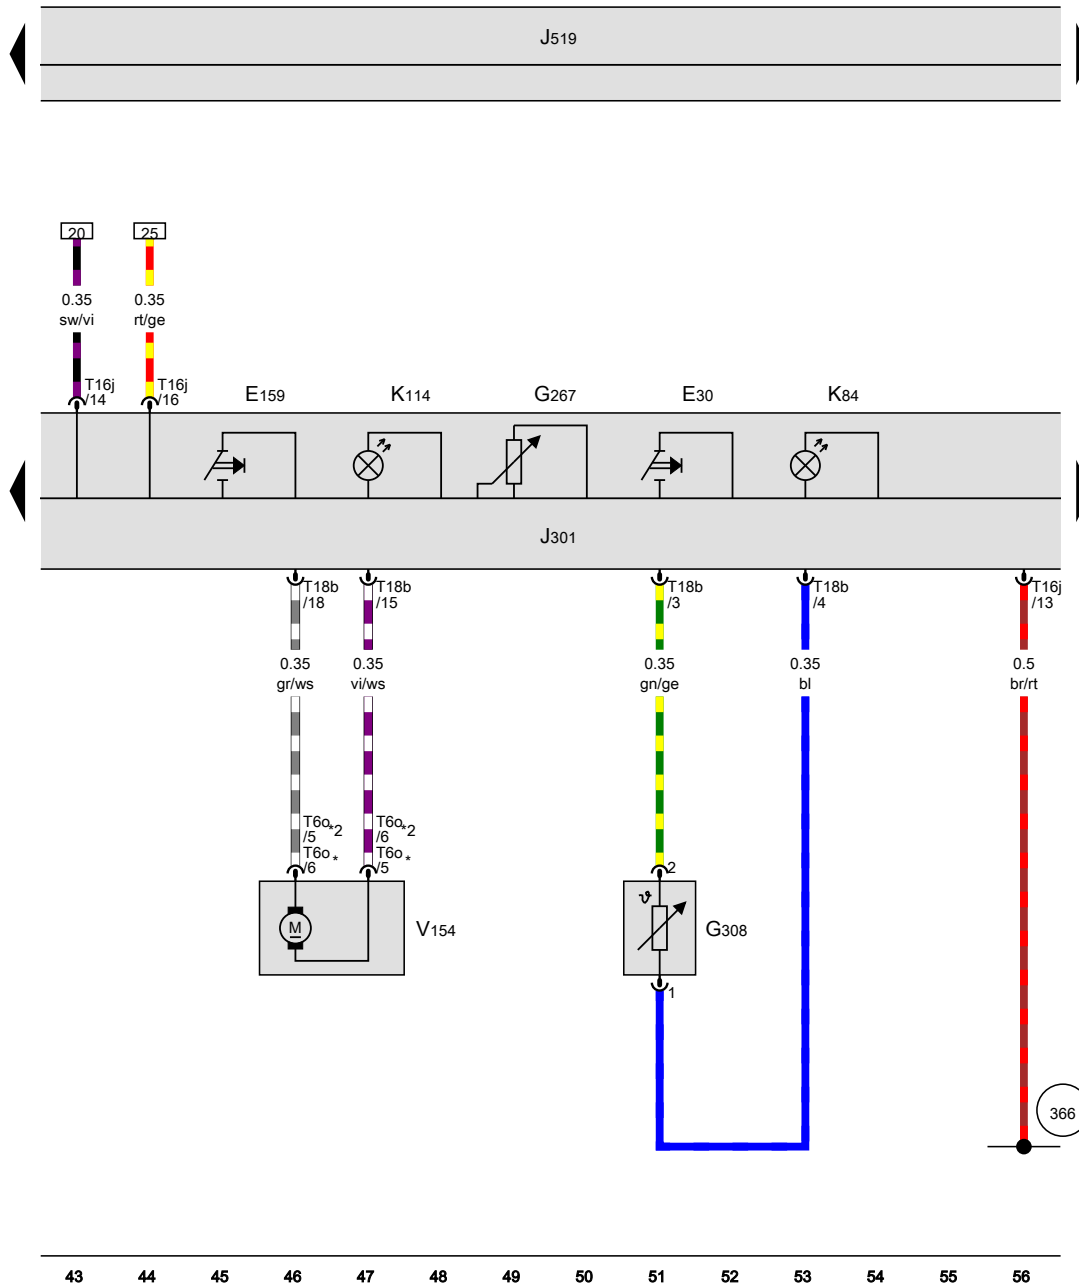 J519
20 25
0.35 0.35
sw/vi rt/ge
T16j T16j
/14 /16
E159 K114 G267 E30 K84
J301
T18b T18b T18b T18b T16j
/18 /15 /3 /4 /13
0.35 0.35 0.35 0.35 0.5
gr/ws vi/ws gn/ge bl br/rt
T6o*2 T6o*2
/5 /6
T6o* T6o*
/6 /5
2
ϑ
M V154 G308
1
366
43 44 45 46 47 48 49 50 51 52 53 54 55 56